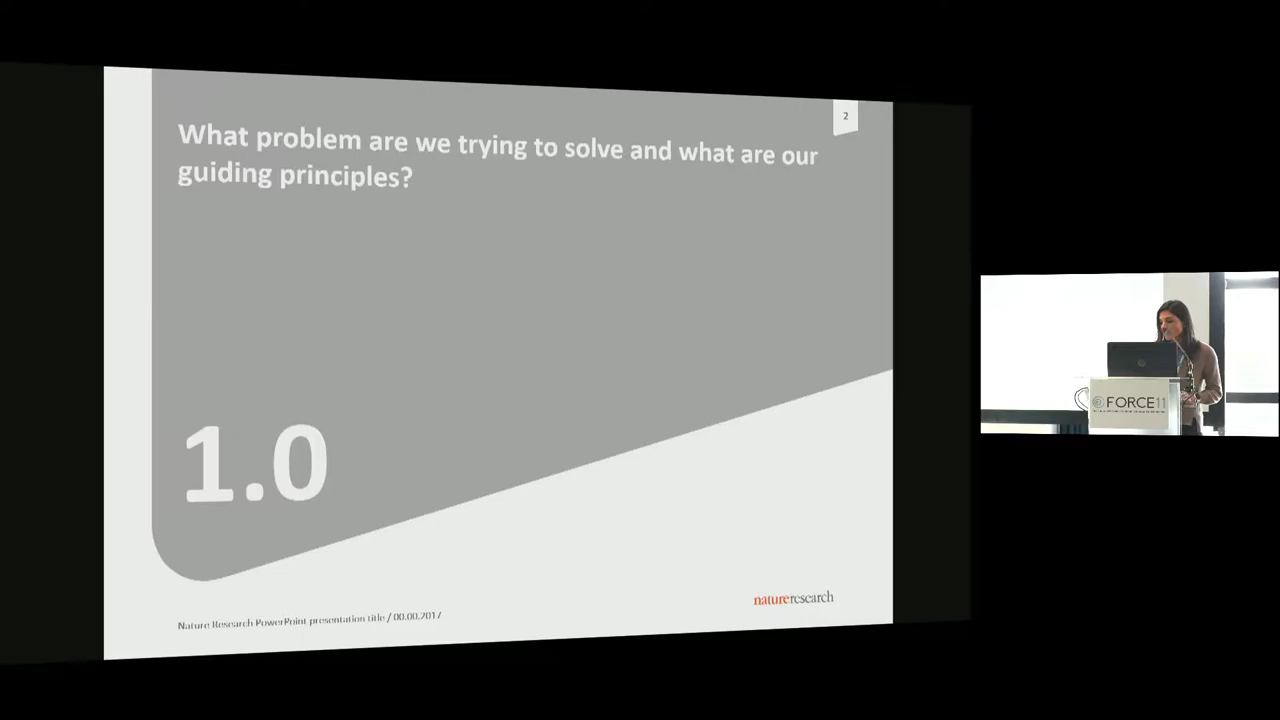 2
What problem are we trying to solve and what are our
guiding principles?
1.0
Nature Research PowerPoint presentation title / 00.00.2017
natureresearch
FORCE11